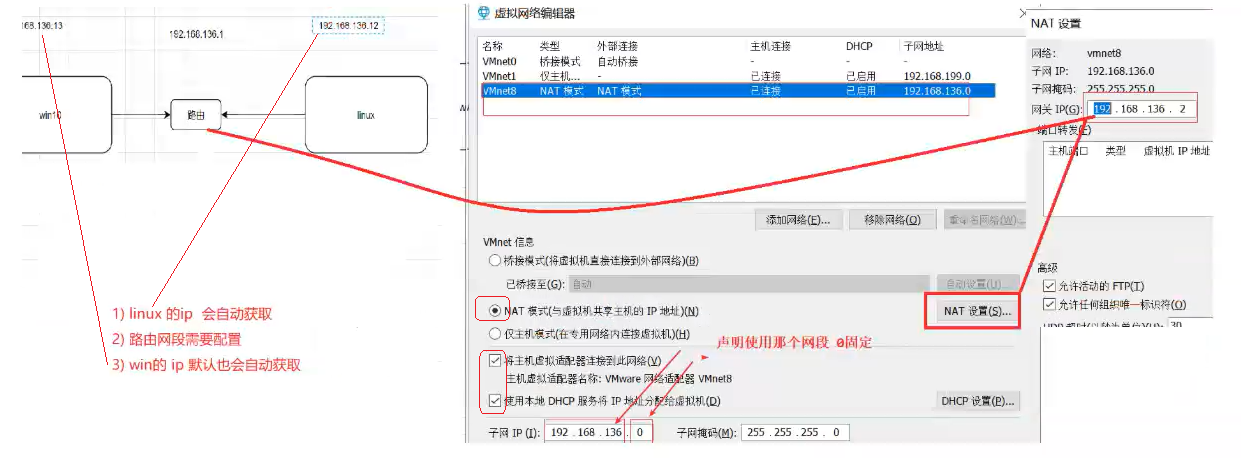 68.136.13
192.168.136.1
192.168.136.12
win10
路由
linux
1) linux 的ip 会自动获取
2) 路由网段需要配置
3) win的 ip 默认也会自动获取
虚拟网络编辑器
名称 类型 外部连接 主机连接 DHCP 子网地址
VMnet0 桥接模式 自动桥接 - - -
VMnet1 仅主机... - 已连接 已启用 192.168.199.0
VMnet8 NAT 模式 NAT 模式 已连接 已启用 192.168.136.0
添加网络(E)... 移除网络(O) 重命名网络(W)...
VMnet 信息
桥接模式(将虚拟机直接连接到外部网络)(B)
已桥接至(G): 自动 自动设置(U)...
NAT 模式(与虚拟机共享主机的 IP 地址)(N) NAT 设置(S)...
仅主机模式(在专用网络内连接虚拟机)(H)
声明使用那个网段 0固定
将主机虚拟适配器连接到此网络(V)
主机虚拟适配器名称: VMware 网络适配器 VMnet8
使用本地 DHCP 服务将 IP 地址分配给虚拟机(D) DHCP 设置(P)...
子网 IP (I): 192 . 168 . 136 . 0 子网掩码(M): 255 . 255 . 255 . 0
NAT 设置
网络: vmnet8
子网 IP: 192.168.136.0
子网掩码: 255.255.255.0
网关 IP(G): 192 . 168 . 136 . 2
端口转发(F)
主机端口 类型 虚拟机 IP 地址
高级
允许活动的 FTP(T)
允许任何组织唯一标识符(O)